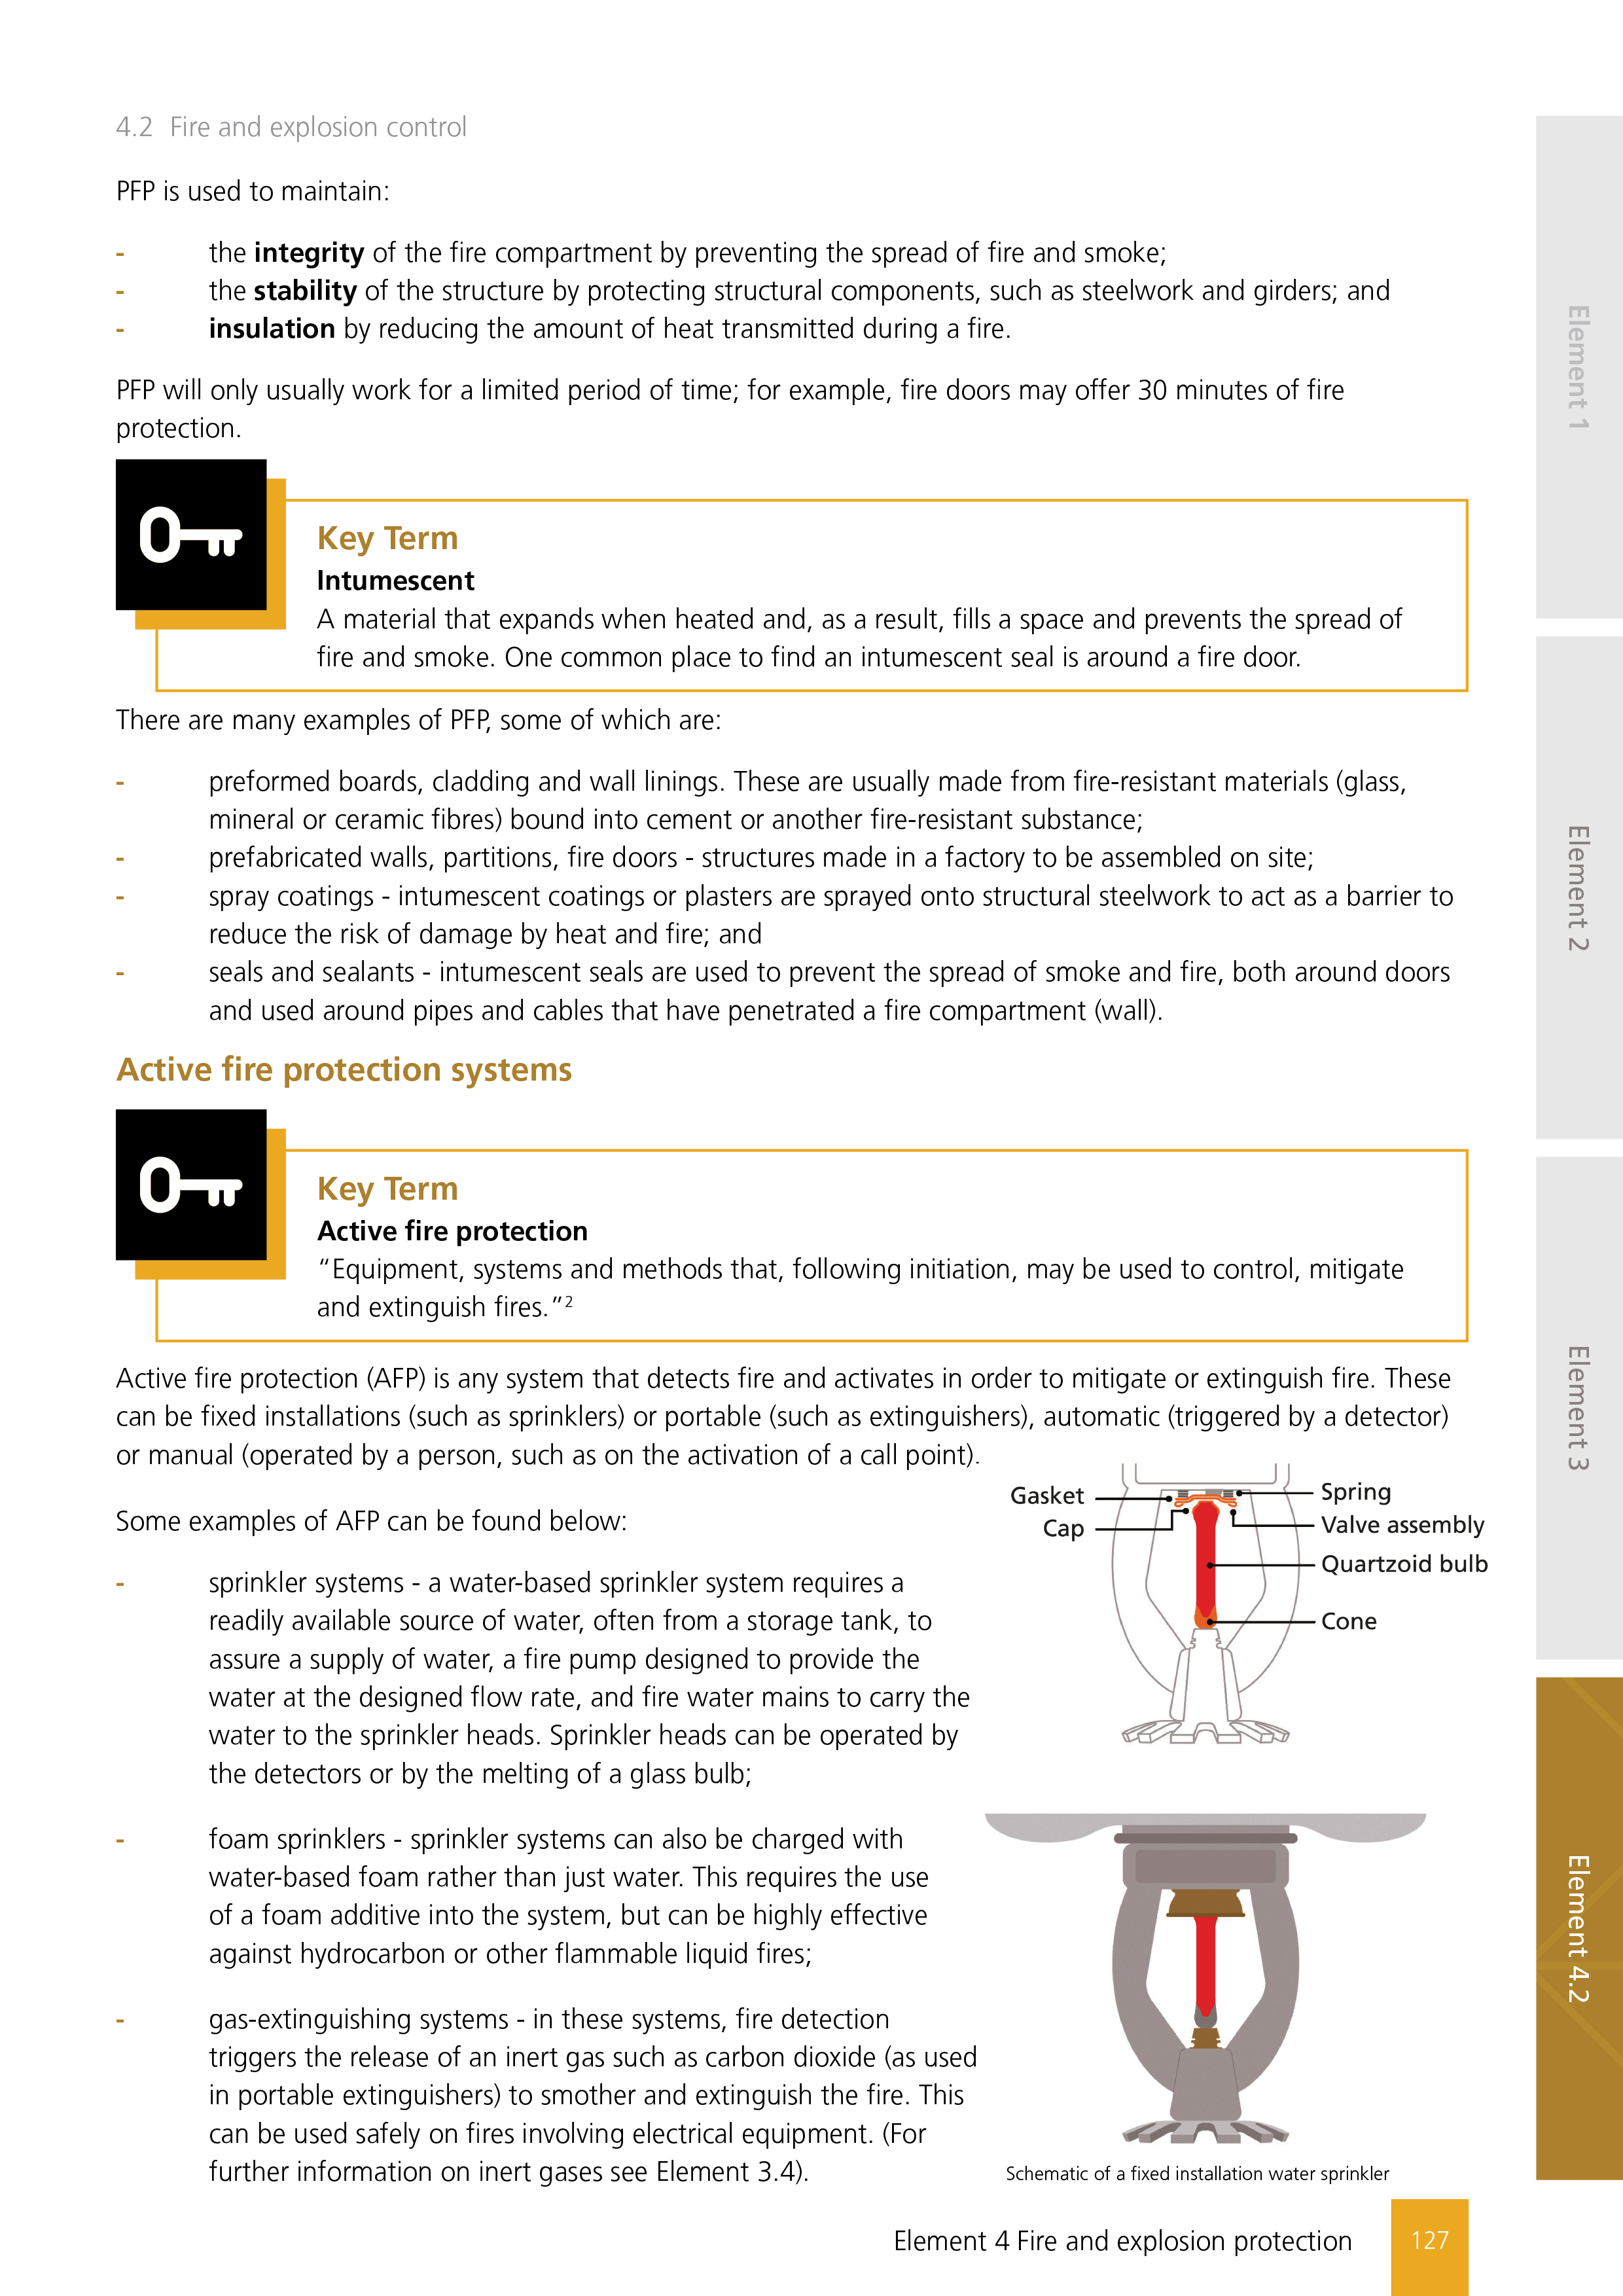 4.2 Fire and explosion control
PFP is used to maintain:
- the integrity of the fire compartment by preventing the spread of fire and smoke;
- the stability of the structure by protecting structural components, such as steelwork and girders; and
- insulation by reducing the amount of heat transmitted during a fire.
PFP will only usually work for a limited period of time; for example, fire doors may offer 30 minutes of fire
protection.
Key Term
Intumescent
A material that expands when heated and, as a result, fills a space and prevents the spread of
fire and smoke. One common place to find an intumescent seal is around a fire door.
There are many examples of PFP, some of which are:
- preformed boards, cladding and wall linings. These are usually made from fire-resistant materials (glass,
mineral or ceramic fibres) bound into cement or another fire-resistant substance;
- prefabricated walls, partitions, fire doors - structures made in a factory to be assembled on site;
- spray coatings - intumescent coatings or plasters are sprayed onto structural steelwork to act as a barrier to
reduce the risk of damage by heat and fire; and
- seals and sealants - intumescent seals are used to prevent the spread of smoke and fire, both around doors
and used around pipes and cables that have penetrated a fire compartment (wall).
Active fire protection systems
Key Term
Active fire protection
“Equipment, systems and methods that, following initiation, may be used to control, mitigate
and extinguish fires.”2
Active fire protection (AFP) is any system that detects fire and activates in order to mitigate or extinguish fire. These
can be fixed installations (such as sprinklers) or portable (such as extinguishers), automatic (triggered by a detector)
or manual (operated by a person, such as on the activation of a call point).
Some examples of AFP can be found below:
- sprinkler systems - a water-based sprinkler system requires a
readily available source of water, often from a storage tank, to
assure a supply of water, a fire pump designed to provide the
water at the designed flow rate, and fire water mains to carry the
water to the sprinkler heads. Sprinkler heads can be operated by
the detectors or by the melting of a glass bulb;
- foam sprinklers - sprinkler systems can also be charged with
water-based foam rather than just water. This requires the use
of a foam additive into the system, but can be highly effective
against hydrocarbon or other flammable liquid fires;
- gas-extinguishing systems - in these systems, fire detection
triggers the release of an inert gas such as carbon dioxide (as used
in portable extinguishers) to smother and extinguish the fire. This
can be used safely on fires involving electrical equipment. (For
further information on inert gases see Element 3.4).
Gasket
Cap
Spring
Valve assembly
Quartzoid bulb
Cone
Schematic of a fixed installation water sprinkler
Element 4 Fire and explosion protection
127
Element 1
Element 2
Element 3
Element 4.2